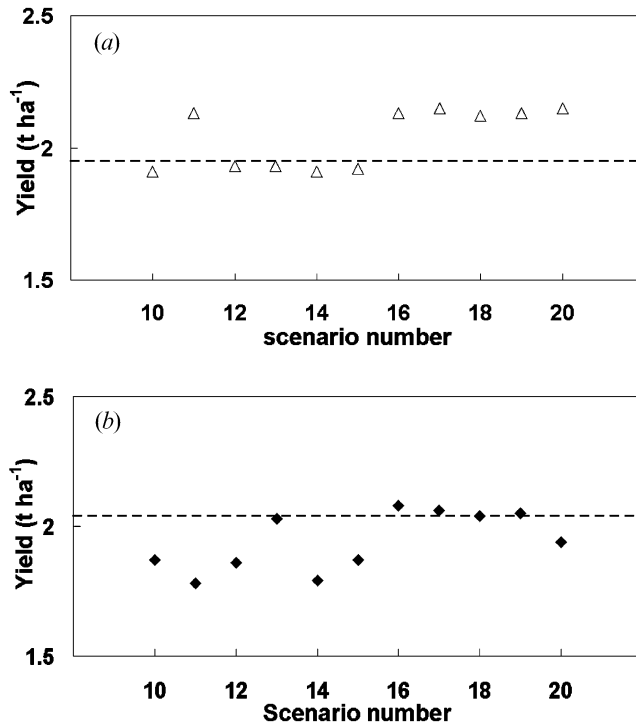 (a)
Yield (t ha-1)
2.5
2
1.5
10 12 14 16 18 20
scenario number
(b)
Yield (t ha-1)
2.5
2
1.5
10 12 14 16 18 20
Scenario number